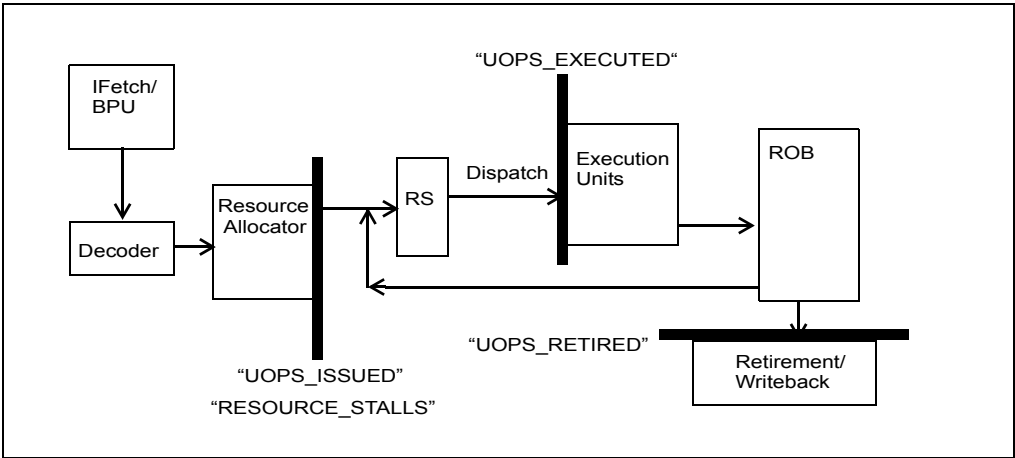 “UOPS_EXECUTED“
IFetch/
BPU
ROB
Execution
Units
Dispatch
RS
Resource
Allocator
Decoder
“UOPS_RETIRED”
Retirement/
Writeback
“UOPS_ISSUED”
“RESOURCE_STALLS”